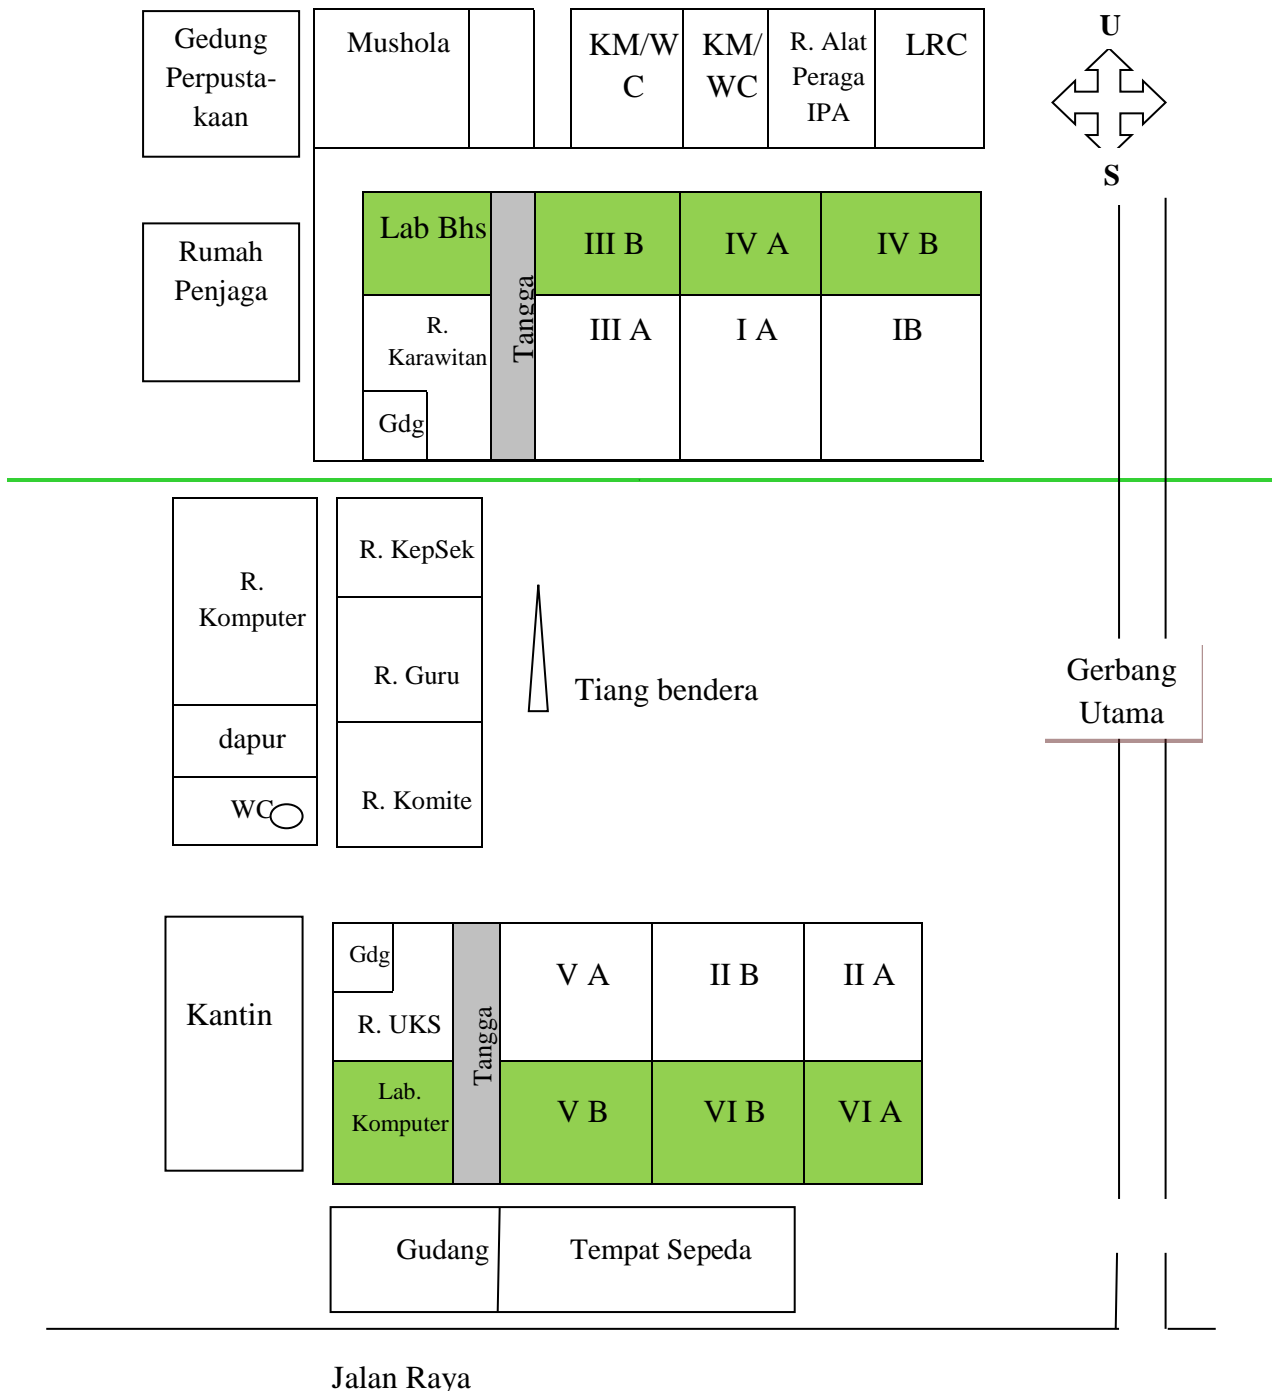 Gedung
Perpusta-
kaan
Mushola
KM/W
C
KM/
WC
R. Alat
Peraga
IPA
LRC
U
S
Rumah
Penjaga
Lab Bhs
Tangga
III B
IV A
IV B
R.
Karawitan
Gdg
III A
I A
IB
R.
Komputer
dapur
WC
R. KepSek
R. Guru
R. Komite
Tiang bendera
Gerbang
Utama
Kantin
Gdg
R. UKS
Tangga
V A
II B
II A
Lab.
Komputer
V B
VI B
VI A
Gudang
Tempat Sepeda
Jalan Raya